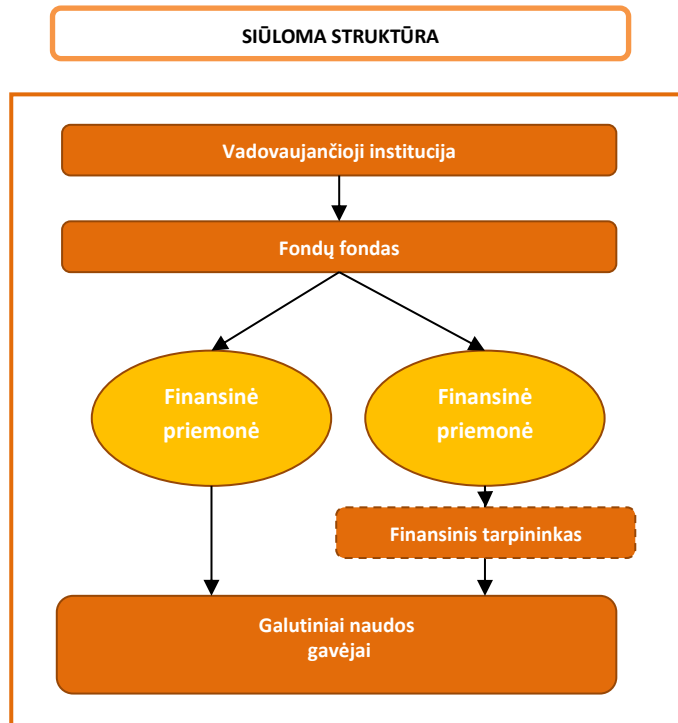 SIŪLOMA STRUKTŪRA
Vadovaujančioji institucija
Fondų fondas
Finansinė
priemonė
Finansinė
priemonė
Finansinis tarpininkas
Galutiniai naudos
gavėjai